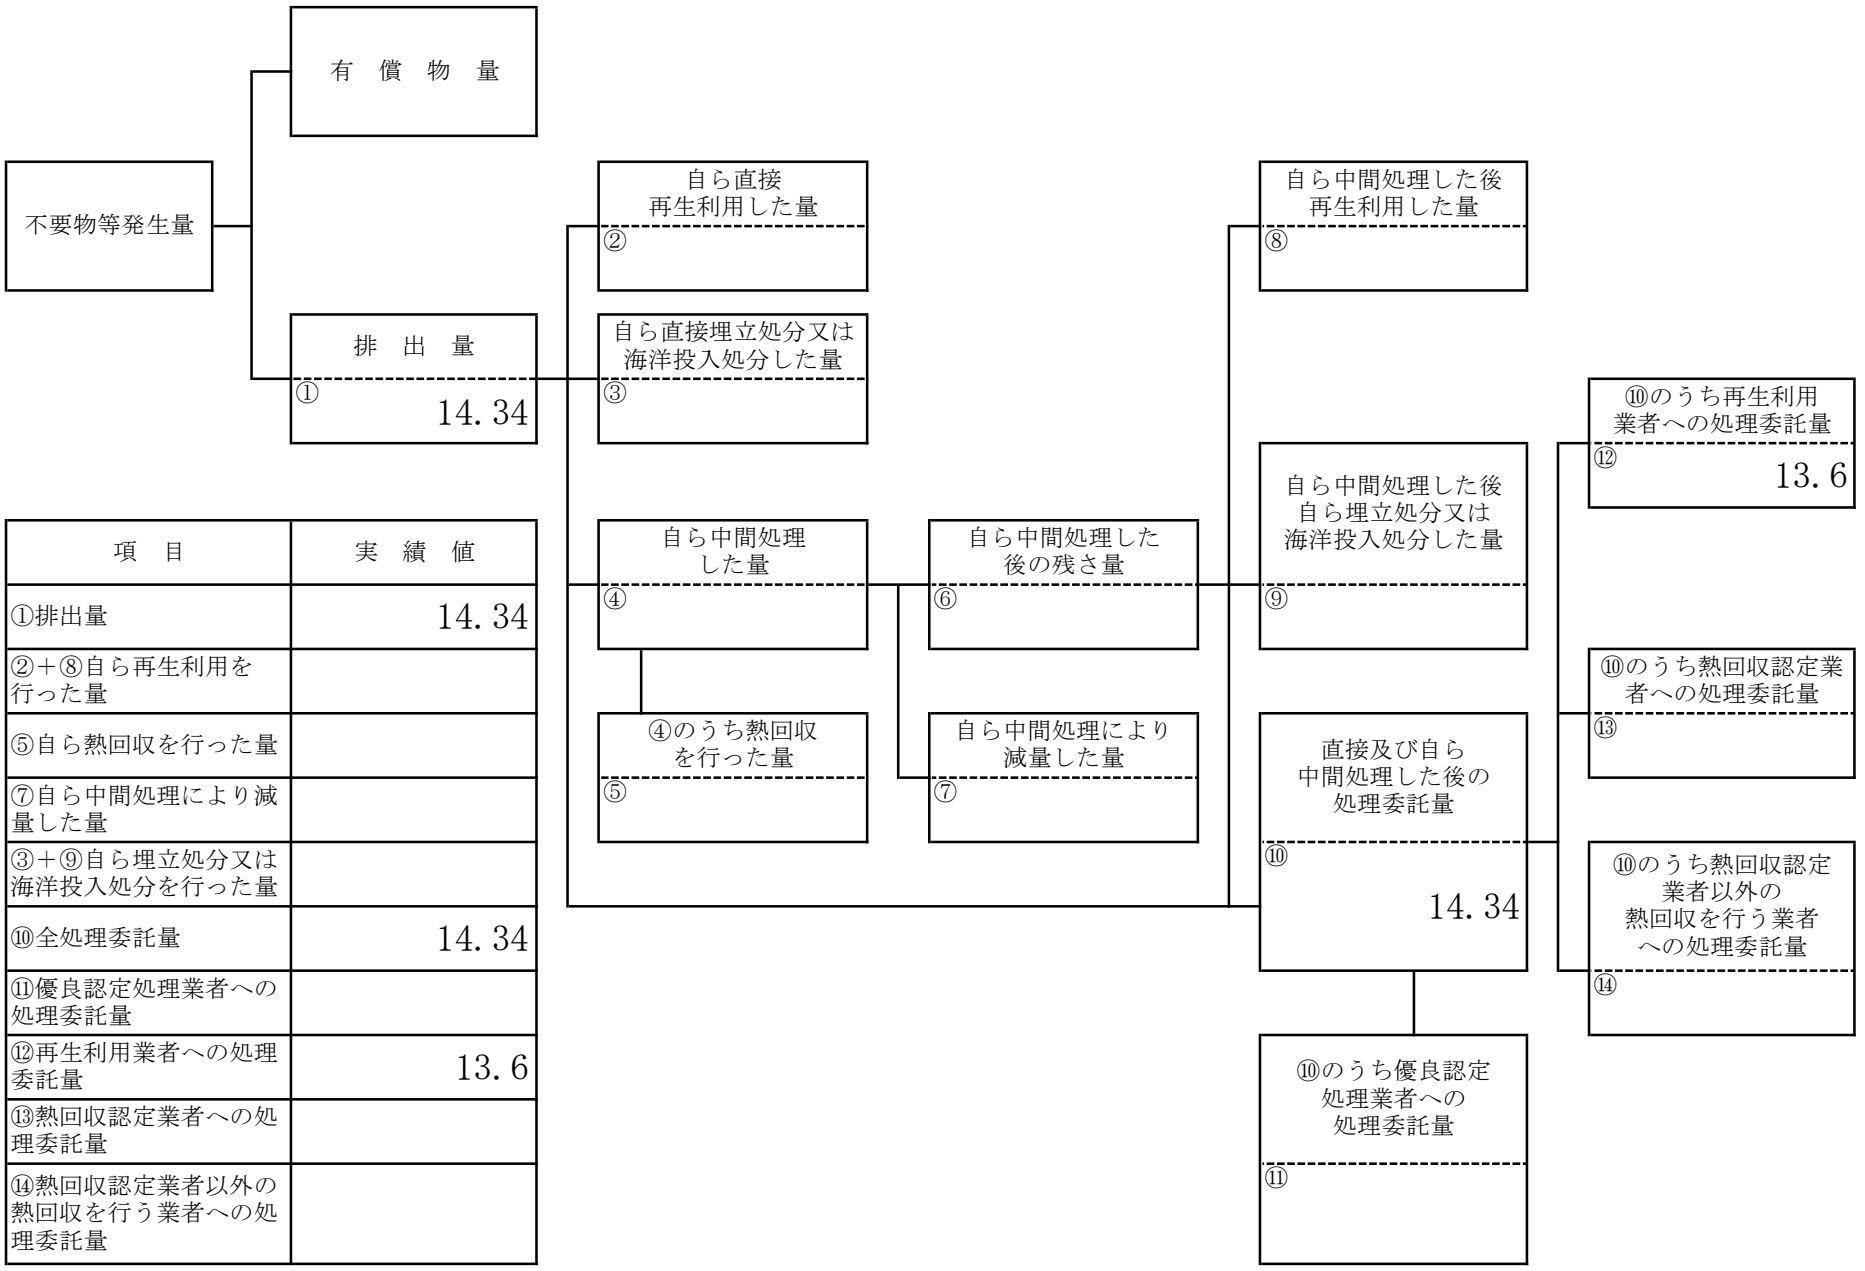 有　償　物　量
不要物等発生量
排　出　量
①
14.34
自ら直接
再生利用した量
②
自ら直接埋立処分又は
海洋投入処分した量
③
自ら中間処理
した量
④
④のうち熱回収
を行った量
⑤
自ら中間処理した
後の残さ量
⑥
自ら中間処理により
減量した量
⑦
自ら中間処理した後
再生利用した量
⑧
自ら中間処理した後
自ら埋立処分又は
海洋投入処分した量
⑨
直接及び自ら
中間処理した後の
処理委託量
⑩
14.34
⑩のうち優良認定
処理業者への
処理委託量
⑪
⑩のうち再生利用
業者への処理委託量
⑫
13.6
⑩のうち熱回収認定業
者への処理委託量
⑬
⑩のうち熱回収認定
業者以外の
熱回収を行う業者
への処理委託量
⑭
項　目　実　績　値
①排出量　14.34
②＋⑧自ら再生利用を
行った量
⑤自ら熱回収を行った量
⑦自ら中間処理により減
量した量
③＋⑨自ら埋立処分又は
海洋投入処分を行った量
⑩全処理委託量　14.34
⑪優良認定処理業者への
処理委託量
⑫再生利用業者への処理
委託量　13.6
⑬熱回収認定業者への処
理委託量
⑭熱回収認定業者以外の
熱回収を行う業者への処
理委託量